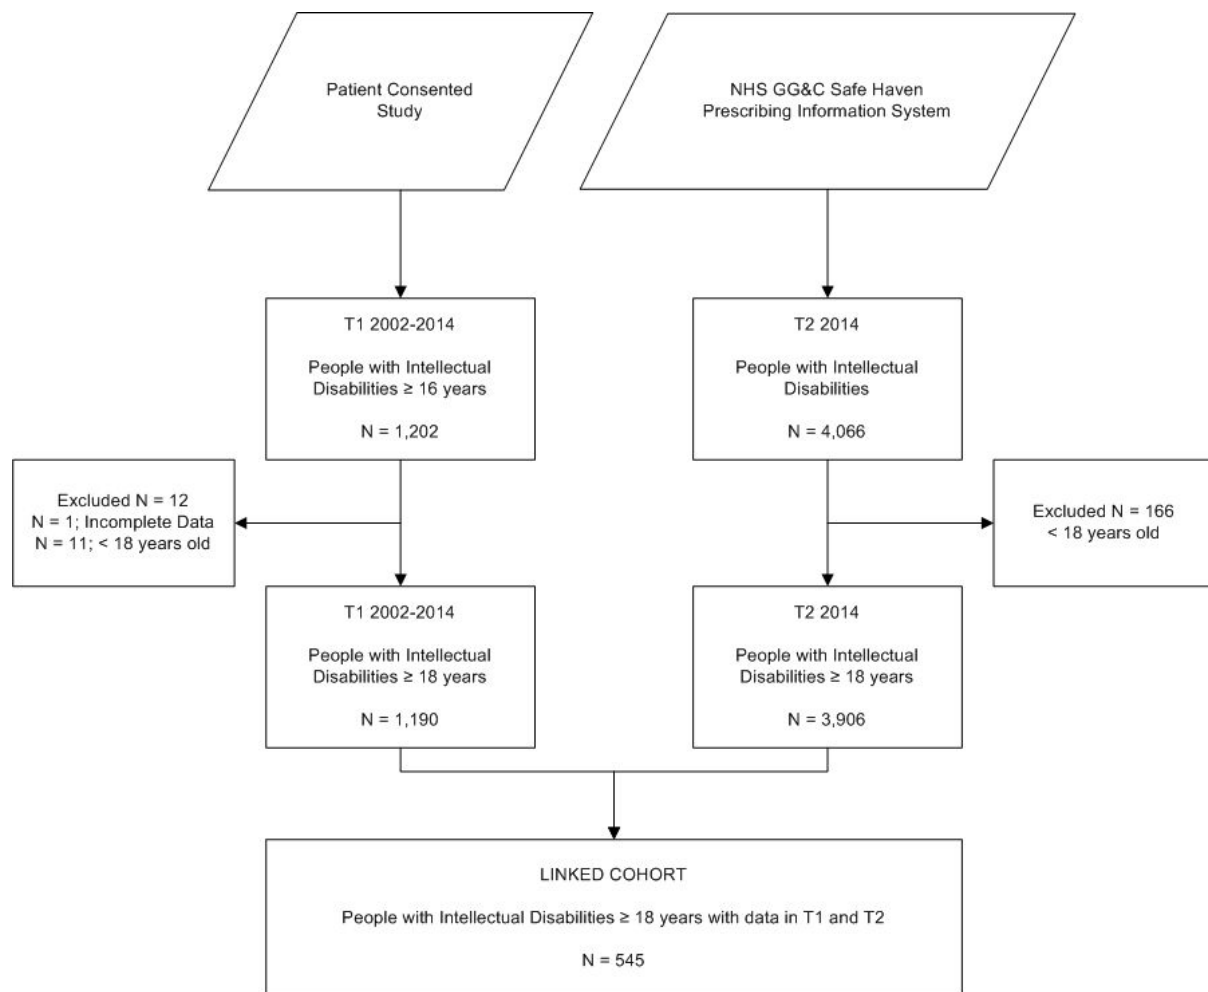 Patient Consented
Study
NHS GG&C Safe Haven
Prescribing Information System
T1 2002-2014
People with Intellectual
Disabilities ≥ 16 years
N = 1,202
T2 2014
People with Intellectual
Disabilities
N = 4,066
Excluded N = 12
N = 1; Incomplete Data
N = 11; < 18 years old
Excluded N = 166
< 18 years old
T1 2002-2014
People with Intellectual
Disabilities ≥ 18 years
N = 1,190
T2 2014
People with Intellectual
Disabilities ≥ 18 years
N = 3,906
LINKED COHORT
People with Intellectual Disabilities ≥ 18 years with data in T1 and T2
N = 545